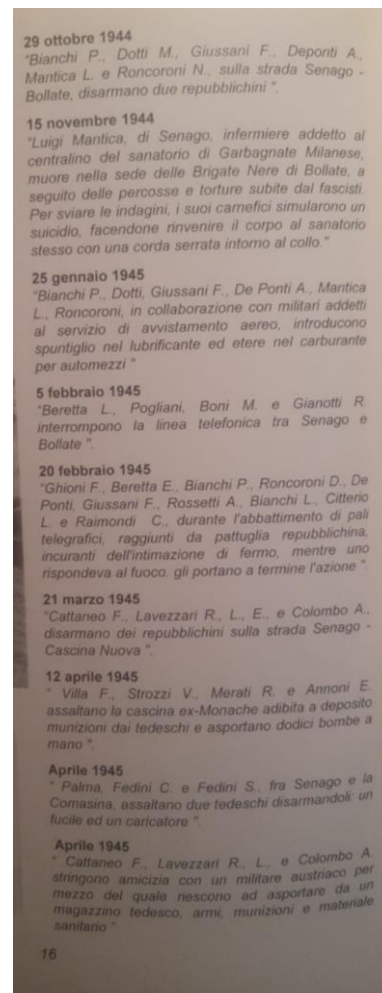 29 ottobre 1944
"Bianchi P., Dotti M., Giussani F., Deponti A.,
Mantica L. e Roncoroni N., sulla strada Senago -
Bollate, disarmano due repubblichini ".
15 novembre 1944
"Luigi Mantica, di Senago, infermiere addetto al
centralino del sanatorio di Garbagnate Milanese,
muore nella sede delle Brigate Nere di Bollate, a
seguito delle percosse e torture subite dal fascisti.
Per sviare le indagini, i suoi carnefici simularono un
suicidio, facendone rinvenire il corpo al sanatorio
stesso con una corda serrata intorno al collo."
25 gennaio 1945
"Bianchi P., Dotti, Giussani F., De Ponti A., Mantica
L., Roncoroni, in collaborazione con militari addetti
al servizio di avvistamento aereo, introducono
spuntiglio nel lubrificante ed etere nel carburante
per automezzi "
5 febbraio 1945
"Beretta L., Pogliani, Boni M. e Gianotti R.
interrompono la linea telefonica tra Senago e
Bollate ".
20 febbraio 1945
"Ghioni F., Beretta E., Bianchi P., Roncoroni D., De
Ponti, Giussani F., Rossetti A., Bianchi L., Citterio
L. e Raimondi C., durante l'abbattimento di pali
telegrafici, raggiunti da pattuglia repubblichina,
incuranti dell'intimazione di fermo, mentre uno
rispondeva al fuoco, gli portano a termine l'azione ".
21 marzo 1945
"Cattaneo F., Lavezzari R., L., E., e Colombo A.,
disarmano dei repubblichini sulla strada Senago -
Cascina Nuova ".
12 aprile 1945
" Villa F., Strozzi V., Merati R. e Annoni E.
assaltano la cascina ex-Monache adibita a deposito
munizioni dai tedeschi e asportano dodici bombe a
mano ".
Aprile 1945
" Palma, Fedini C. e Fedini S., fra Senago e la
Comasina, assaltano due tedeschi disarmandoli: un
fucile ed un caricatore ".
Aprile 1945
" Cattaneo F., Lavezzari R., L., e Colombo A.
stringono amicizia con un militare austriaco per
mezzo del quale riescono ad asportare da un
magazzino tedesco, armi, munizioni e materiale
sanitario "
16